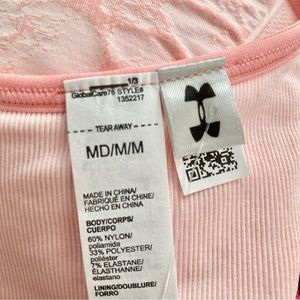 1/3
GlobalCare76 STYLE#
1352217
TEAR AWAY
MD/M/M
MADE IN CHINA/
FABRIQUÉ EN CHINE/
HECHO EN CHINA
BODY/CORPS/
CUERPO
60% NYLON/
poliamida
33% POLYESTER/
poliéster
7% ELASTANE/
ÉLASTHANNE/
elastano
LINING/DOUBLURE/
FORRO